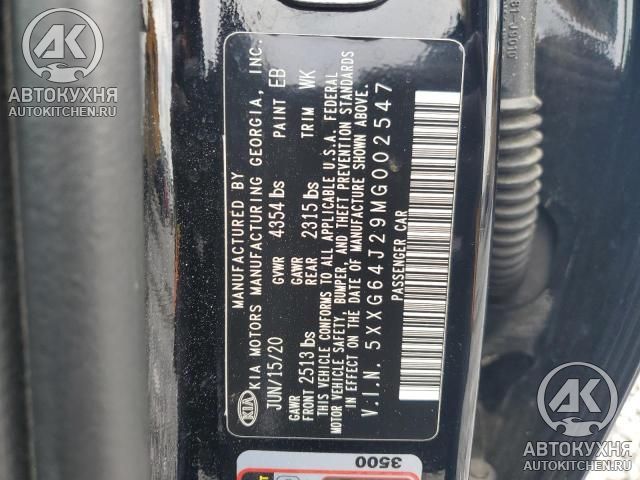 AK
АВТОКУХНЯ
AUTOKITCHEN.RU
MANUFACTURED BY
KIA KIA MOTORS MANUFACTURING GEORGIA, INC.
JUN/15/20 GVWR 4354 lbs PAINT EB
GAWR FRONT 2513 lbs GAWR REAR 2315 lbs TRIM WK
THIS VEHICLE CONFORMS TO ALL APPLICABLE U.S.A. FEDERAL
MOTOR VEHICLE SAFETY, BUMPER, AND THEFT PREVENTION STANDARDS
IN EFFECT ON THE DATE OF MANUFACTURE SHOWN ABOVE.
V.I.N. 5XXG64J29MG002547
PASSENGER CAR
3500
AK
АВТОКУХНЯ
AUTOKITCHEN.RU